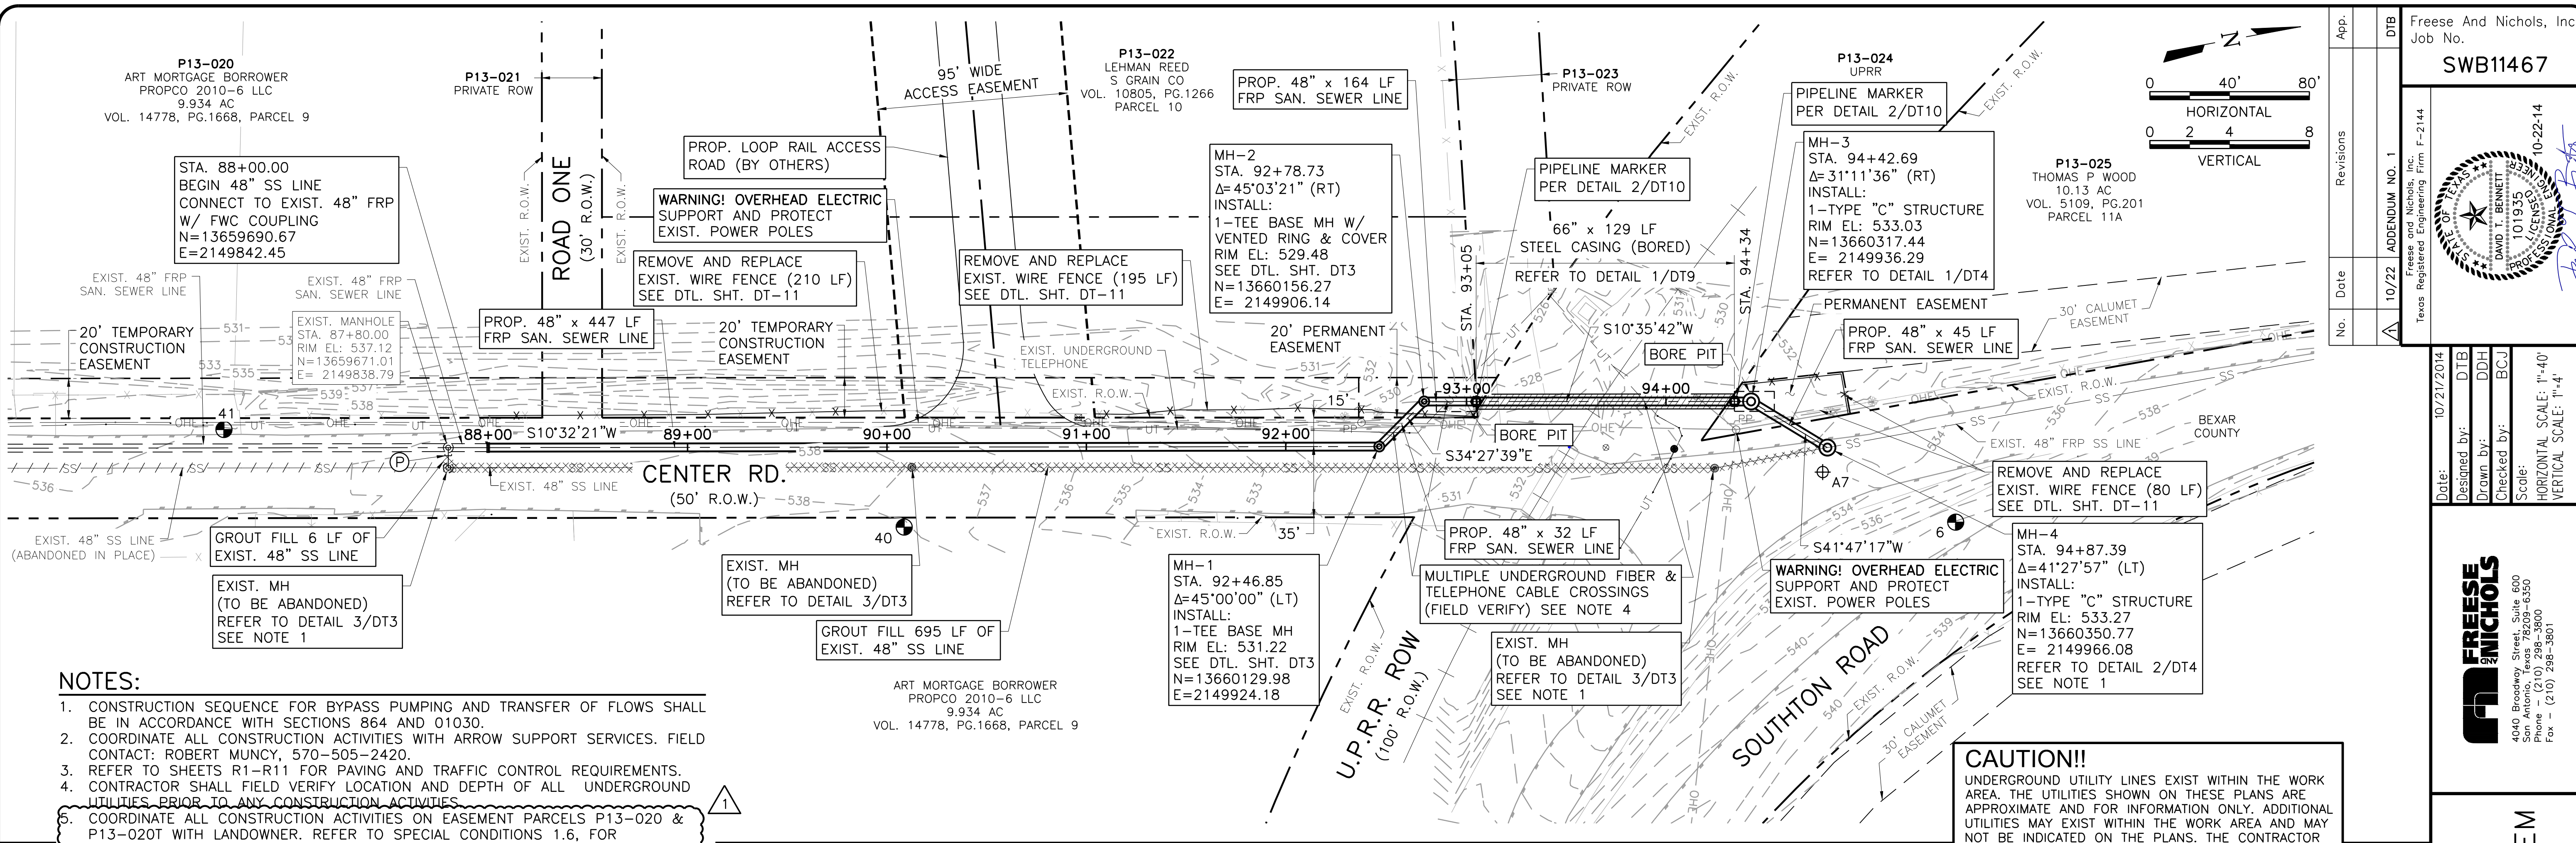 P13-020
ART MORTGAGE BORROWER
PROPCO 2010-6 LLC
9.934 AC
VOL. 14778, PG.1668, PARCEL 9
P13-021
PRIVATE ROW
95' WIDE
ACCESS EASEMENT
P13-022
LEHMAN REED
S GRAIN CO
VOL. 10805, PG.1266
PARCEL 10
PROP. 48" x 164 LF
FRP SAN. SEWER LINE
P13-023
PRIVATE ROW
EXIST. R.O.W.
P13-024
UPRR
EXIST. R.O.W.
PIPELINE MARKER
PER DETAIL 2/DT10
N
0 40' 80'
HORIZONTAL
0 2 4 8
VERTICAL
STA. 88+00.00
BEGIN 48" SS LINE
CONNECT TO EXIST. 48" FRP
W/ FWC COUPLING
N=13659690.67
E=2149842.45
EXIST. R.O.W.
ROAD ONE
(30' R.O.W.)
EXIST. R.O.W.
PROP. LOOP RAIL ACCESS
ROAD (BY OTHERS)
WARNING! OVERHEAD ELECTRIC
SUPPORT AND PROTECT
EXIST. POWER POLES
REMOVE AND REPLACE
EXIST. WIRE FENCE (210 LF)
SEE DTL. SHT. DT-11
REMOVE AND REPLACE
EXIST. WIRE FENCE (195 LF)
SEE DTL. SHT. DT-11
MH-2
STA. 92+78.73
Δ=45°03'21" (RT)
INSTALL:
1-TEE BASE MH W/
VENTED RING & COVER
RIM EL: 529.48
SEE DTL. SHT. DT3
N=13660156.27
E= 2149906.14
PIPELINE MARKER
PER DETAIL 2/DT10
66" x 129 LF
STEEL CASING (BORED)
REFER TO DETAIL 1/DT9
STA. 93+05
STA. 94+34
MH-3
STA. 94+42.69
Δ=31°11'36" (RT)
INSTALL:
1-TYPE "C" STRUCTURE
RIM EL: 533.03
N=13660317.44
E= 2149936.29
REFER TO DETAIL 1/DT4
P13-025
THOMAS P WOOD
10.13 AC
VOL. 5109, PG.201
PARCEL 11A
EXIST. 48" FRP
SAN. SEWER LINE
EXIST. 48" FRP
SAN. SEWER LINE
20' TEMPORARY
CONSTRUCTION
EASEMENT
EXIST. MANHOLE
STA. 87+80.00
RIM EL: 537.12
N=13659671.01
E= 2149838.79
PROP. 48" x 447 LF
FRP SAN. SEWER LINE
20' TEMPORARY
CONSTRUCTION
EASEMENT
EXIST. UNDERGROUND
TELEPHONE
EXIST. R.O.W.
20' PERMANENT
EASEMENT
15'
S10°35'42"W
BORE PIT
PERMANENT EASEMENT
PROP. 48" x 45 LF
FRP SAN. SEWER LINE
30' CALUMET
EASEMENT
EXIST. R.O.W.
531
533
535
537
539
538
41
88+00
S10°32'21"W
89+00
90+00
91+00
92+00
93+00
94+00
BORE PIT
S34°27'39"E
EXIST. 48" FRP SS LINE
BEXAR
COUNTY
P
EXIST. 48" SS LINE
CENTER RD.
(50' R.O.W.)
A7
REMOVE AND REPLACE
EXIST. WIRE FENCE (80 LF)
SEE DTL. SHT. DT-11
EXIST. 48" SS LINE
(ABANDONED IN PLACE)
GROUT FILL 6 LF OF
EXIST. 48" SS LINE
40
EXIST. R.O.W.
35'
PROP. 48" x 32 LF
FRP SAN. SEWER LINE
S41°47'17"W
6
EXIST. MH
(TO BE ABANDONED)
REFER TO DETAIL 3/DT3
SEE NOTE 1
EXIST. MH
(TO BE ABANDONED)
REFER TO DETAIL 3/DT3
GROUT FILL 695 LF OF
EXIST. 48" SS LINE
ART MORTGAGE BORROWER
PROPCO 2010-6 LLC
9.934 AC
VOL. 14778, PG.1668, PARCEL 9
MH-1
STA. 92+46.85
Δ=45°00'00" (LT)
INSTALL:
1-TEE BASE MH
RIM EL: 531.22
SEE DTL. SHT. DT3
N=13660129.98
E=2149924.18
MULTIPLE UNDERGROUND FIBER &
TELEPHONE CABLE CROSSINGS
(FIELD VERIFY) SEE NOTE 4
EXIST. MH
(TO BE ABANDONED)
REFER TO DETAIL 3/DT3
SEE NOTE 1
WARNING! OVERHEAD ELECTRIC
SUPPORT AND PROTECT
EXIST. POWER POLES
MH-4
STA. 94+87.39
Δ=41°27'57" (LT)
INSTALL:
1-TYPE "C" STRUCTURE
RIM EL: 533.27
N=13660350.77
E= 2149966.08
REFER TO DETAIL 2/DT4
SEE NOTE 1
EXIST. R.O.W.
U.P.R.R. ROW
(100' R.O.W.)
SOUTHTON ROAD
EXIST. R.O.W.
30' CALUMET
EASEMENT
NOTES:
1. CONSTRUCTION SEQUENCE FOR BYPASS PUMPING AND TRANSFER OF FLOWS SHALL
BE IN ACCORDANCE WITH SECTIONS 864 AND 01030.
2. COORDINATE ALL CONSTRUCTION ACTIVITIES WITH ARROW SUPPORT SERVICES. FIELD
CONTACT: ROBERT MUNCY, 570-505-2420.
3. REFER TO SHEETS R1-R11 FOR PAVING AND TRAFFIC CONTROL REQUIREMENTS.
4. CONTRACTOR SHALL FIELD VERIFY LOCATION AND DEPTH OF ALL UNDERGROUND
UTILITIES PRIOR TO ANY CONSTRUCTION ACTIVITIES.
5. COORDINATE ALL CONSTRUCTION ACTIVITIES ON EASEMENT PARCELS P13-020 &
P13-020T WITH LANDOWNER. REFER TO SPECIAL CONDITIONS 1.6, FOR
1
CAUTION!!
UNDERGROUND UTILITY LINES EXIST WITHIN THE WORK
AREA. THE UTILITIES SHOWN ON THESE PLANS ARE
APPROXIMATE AND FOR INFORMATION ONLY. ADDITIONAL
UTILITIES MAY EXIST WITHIN THE WORK AREA AND MAY
NOT BE INDICATED ON THE PLANS. THE CONTRACTOR
No. Date Revisions App.
1 10/22 ADDENDUM NO. 1 DTB
Freese And Nichols, Inc
Job No.
SWB11467
Freese and Nichols, Inc.
Texas Registered Engineering Firm F-2144
STATE OF TEXAS
DAVID T. BENNETT
101935
LICENSED
PROFESSIONAL ENGINEER
10-22-14
Date: 10/21/2014
Designed by: DTB
Drawn by: DDH
Checked by: BCJ
Scale:
HORIZONTAL SCALE: 1"=40'
VERTICAL SCALE: 1"=4'
FREESE
AND NICHOLS
4040 Broadway Street, Suite 600
San Antonio, Texas 78209-6350
Phone - (210) 298-3800
Fax - (210) 298-3801
EM